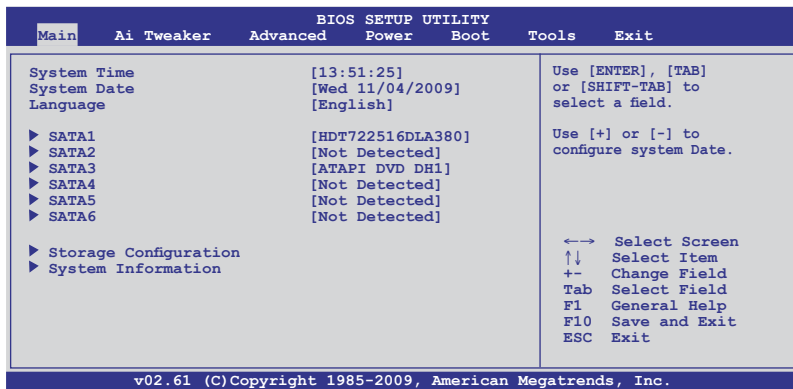 BIOS SETUP UTILITY
Main Ai Tweaker Advanced Power Boot Tools Exit
System Time [13:51:25]
System Date [Wed 11/04/2009]
Language [English]
SATA1 [HDT722516DLA380]
SATA2 [Not Detected]
SATA3 [ATAPI DVD DH1]
SATA4 [Not Detected]
SATA5 [Not Detected]
SATA6 [Not Detected]
Storage Configuration
System Information
Use [ENTER], [TAB]
or [SHIFT-TAB] to
select a field.
Use [+] or [-] to
configure system Date.
←→ Select Screen
↑↓ Select Item
+- Change Field
Tab Select Field
F1 General Help
F10 Save and Exit
ESC Exit
v02.61 (C)Copyright 1985-2009, American Megatrends, Inc.